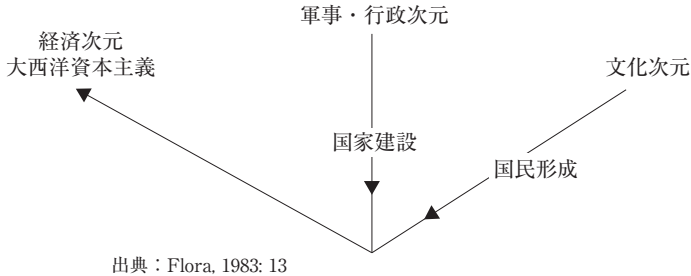 軍事・行政次元
経済次元
大西洋資本主義
文化次元
国家建設
国民形成
出典：Flora, 1983: 13